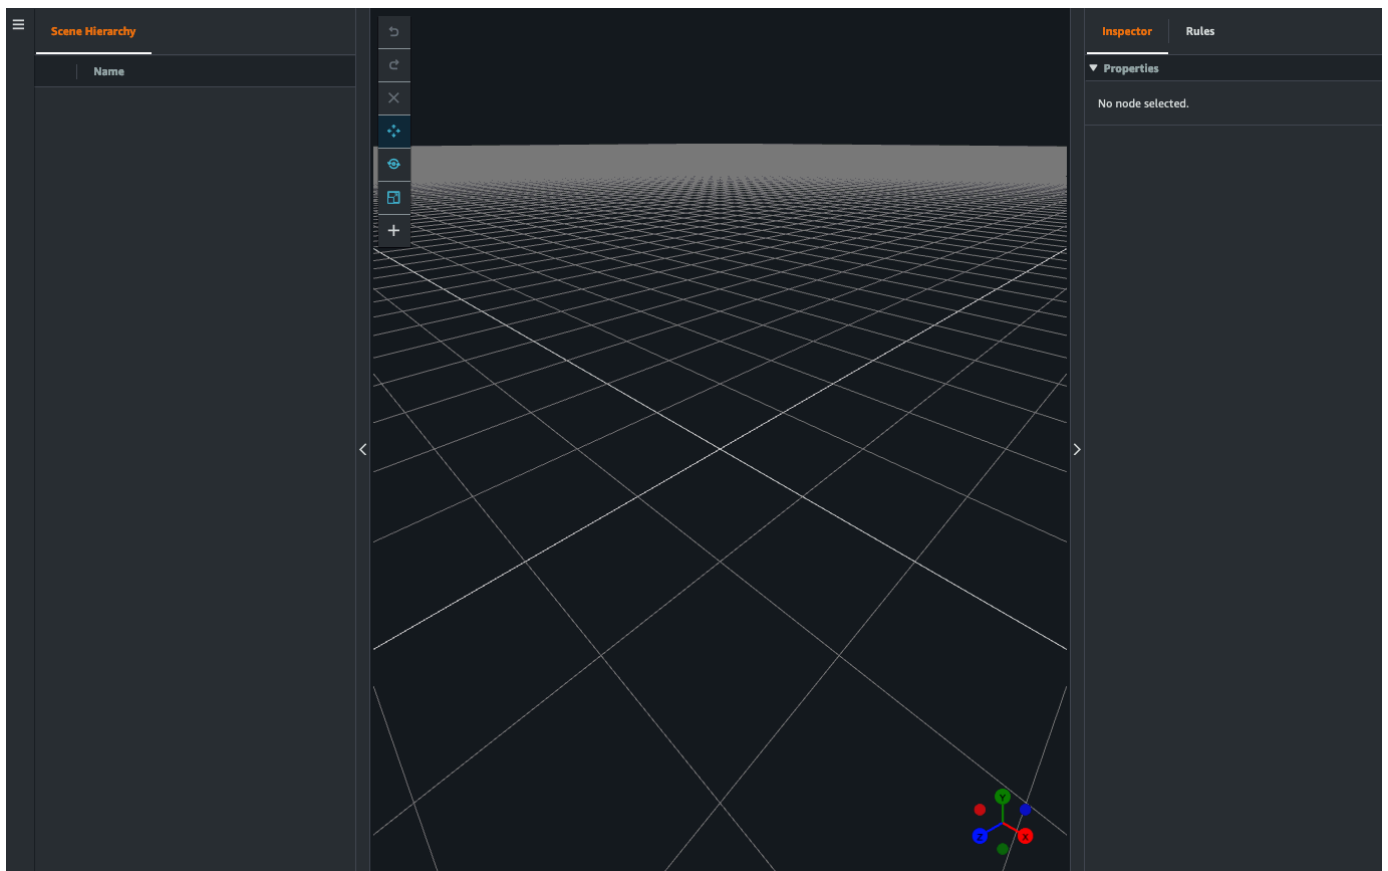 Scene Hierarchy
Name
Inspector
Rules
Properties
No node selected.
Y
Z
X